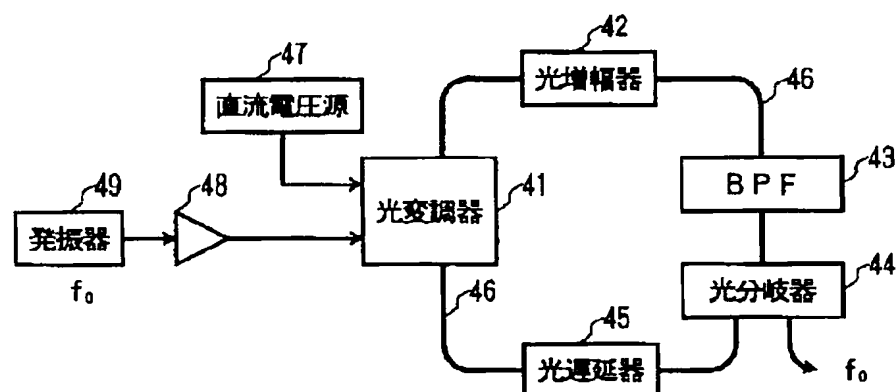 42
47
光増幅器
46
直流電圧源
43
BPF
49
48
41
光変調器
発振器
44
f₀
46
光分岐器
45
光遅延器
f₀